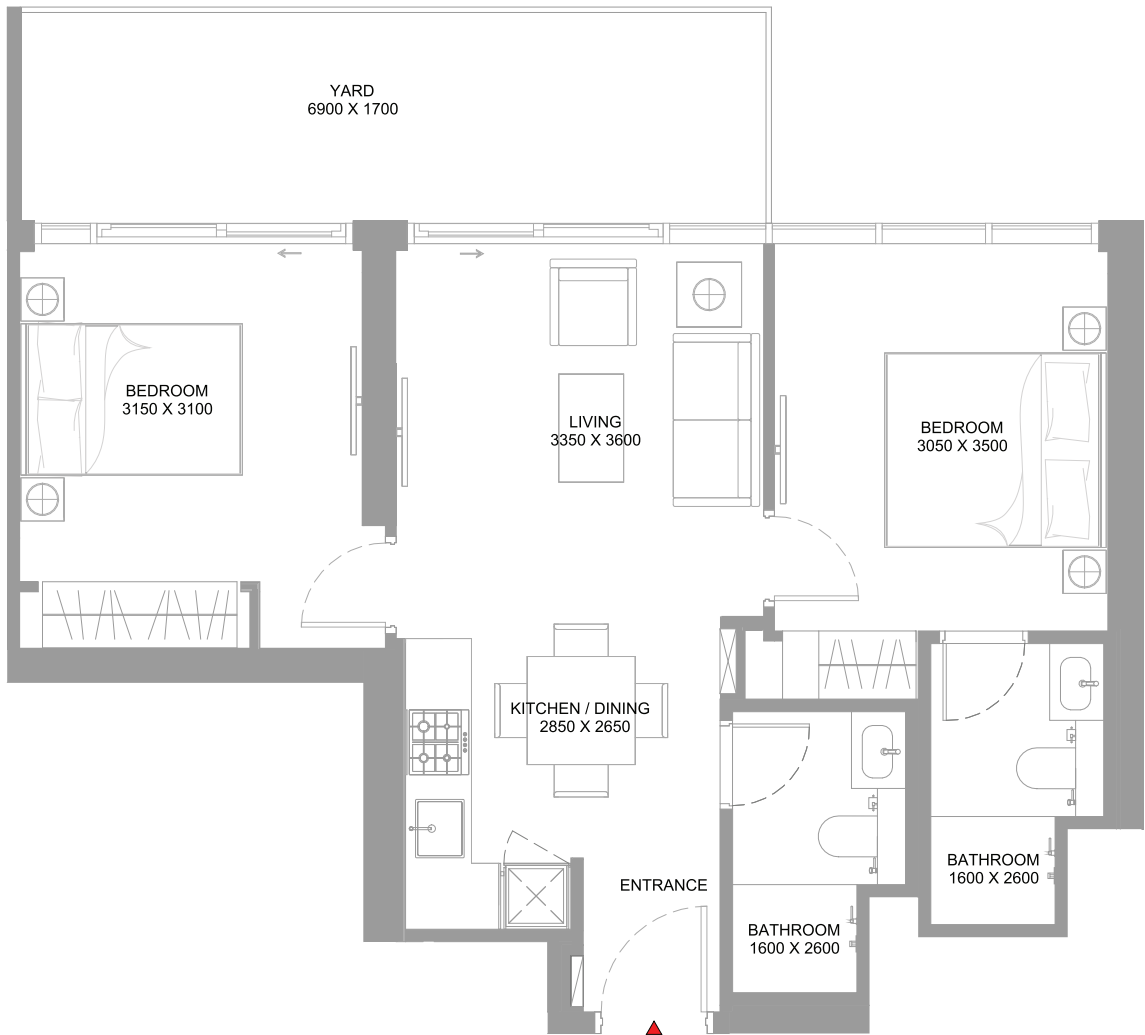 YARD
6900 X 1700
BEDROOM
3150 X 3100
LIVING
3350 X 3600
BEDROOM
3050 X 3500
KITCHEN / DINING
2850 X 2650
BATHROOM
1600 X 2600
ENTRANCE
BATHROOM
1600 X 2600